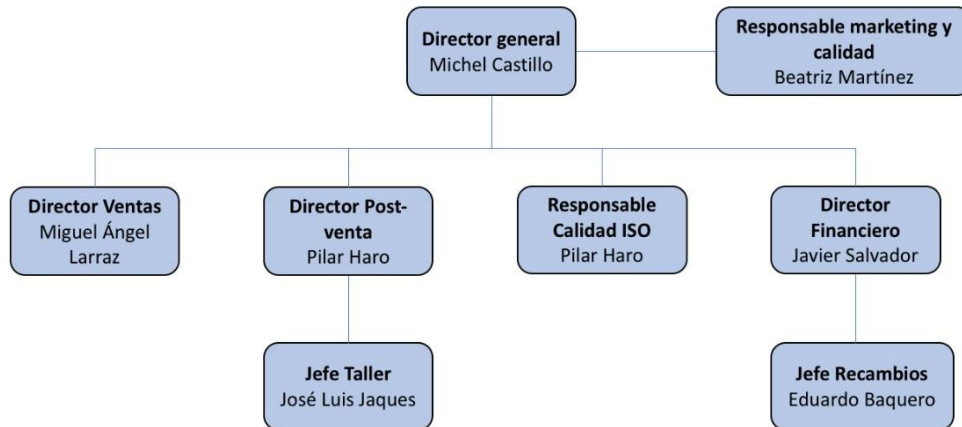 Director general
Michel Castillo
Responsable marketing y
calidad
Beatriz Martínez
Director Ventas
Miguel Ángel
Larraz
Director Post-
venta
Pilar Haro
Responsable
Calidad ISO
Pilar Haro
Director
Financiero
Javier Salvador
Jefe Taller
José Luis Jaques
Jefe Recambios
Eduardo Baquero